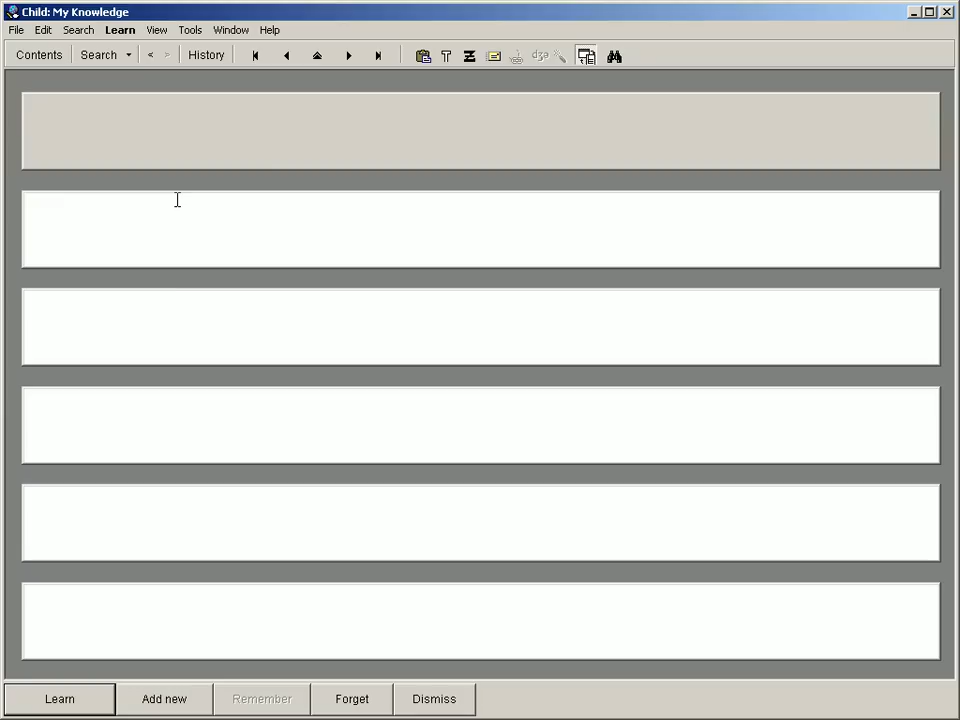 Child: My Knowledge
File Edit Search Learn View Tools Window Help
Contents Search < > History T Z dʒə
Learn Add new Remember Forget Dismiss